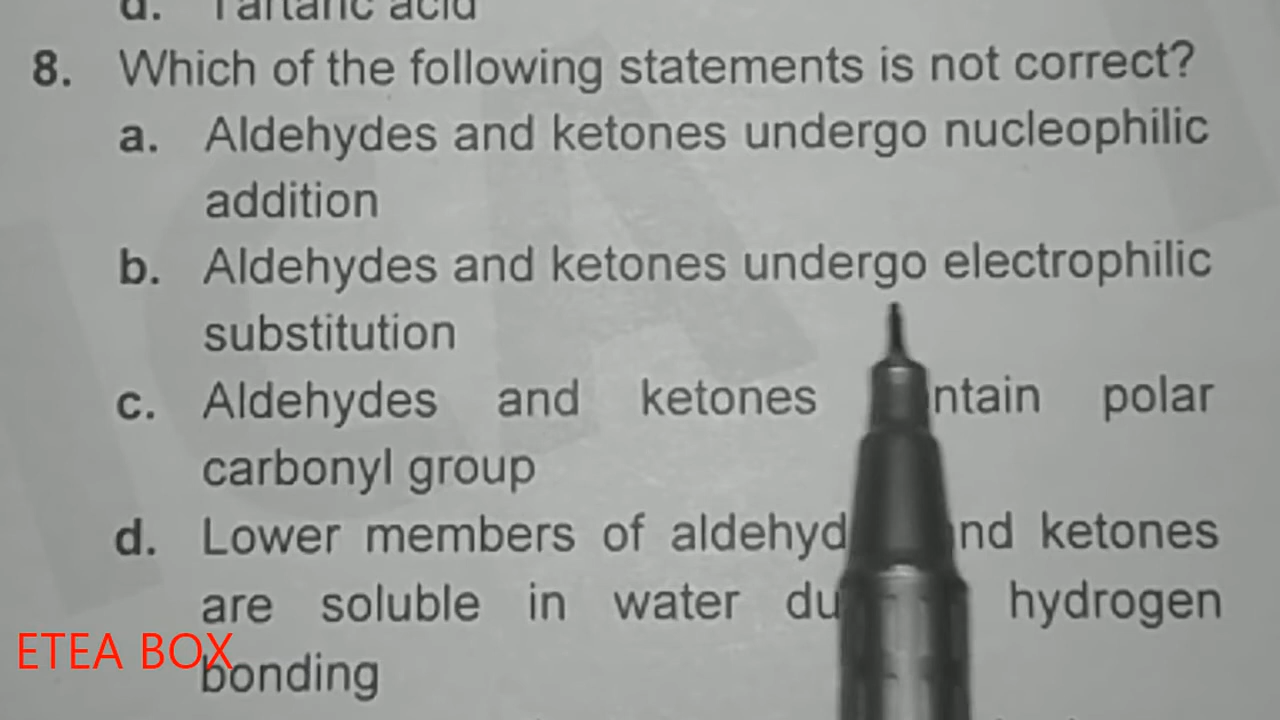 d. Tartaric acid
8. Which of the following statements is not correct?
a. Aldehydes and ketones undergo nucleophilic
addition
b. Aldehydes and ketones undergo electrophilic
substitution
c. Aldehydes and ketones ntain polar
carbonyl group
d. Lower members of aldehyd nd ketones
are soluble in water du hydrogen
bonding
ETEA BOX